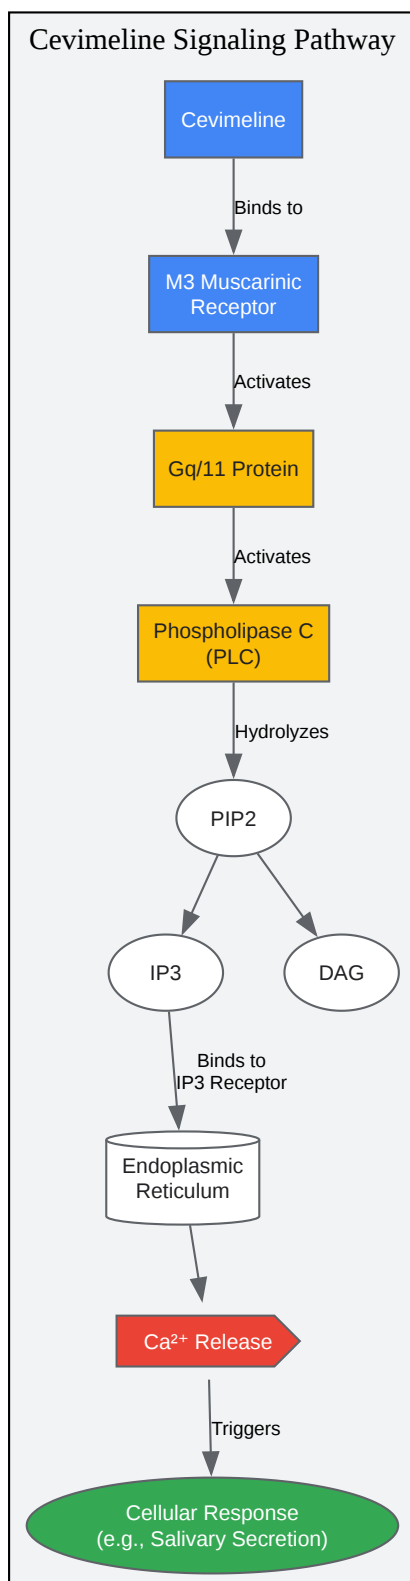 Cevimeline Signaling Pathway
Cevimeline
Binds to
M3 Muscarinic
Receptor
Activates
Gq/11 Protein
Activates
Phospholipase C
(PLC)
Hydrolyzes
PIP2
IP3
DAG
Binds to
IP3 Receptor
Endoplasmic
Reticulum
Ca²⁺ Release
Triggers
Cellular Response
(e.g., Salivary Secretion)